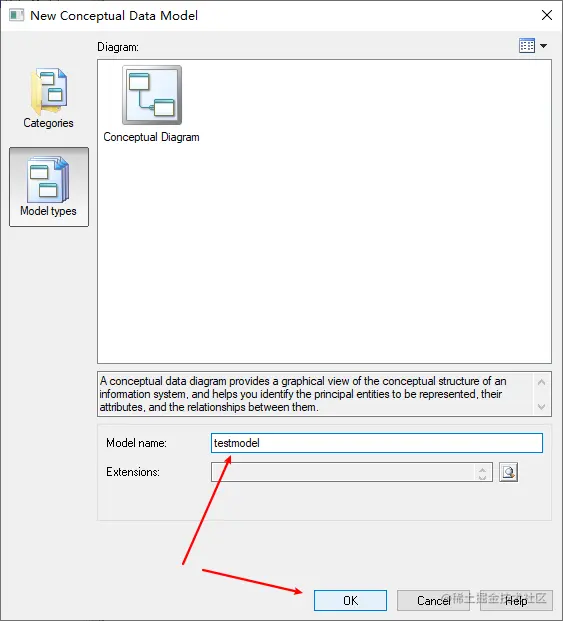 New Conceptual Data Model
Diagram:
Categories
Model types
Conceptual Diagram
A conceptual data diagram provides a graphical view of the conceptual structure of an
information system, and helps you identify the principal entities to be represented, their
attributes, and the relationships between them.
Model name:
testmodel
Extensions:
OK
Cancel
Help
@稀土掘金技术社区